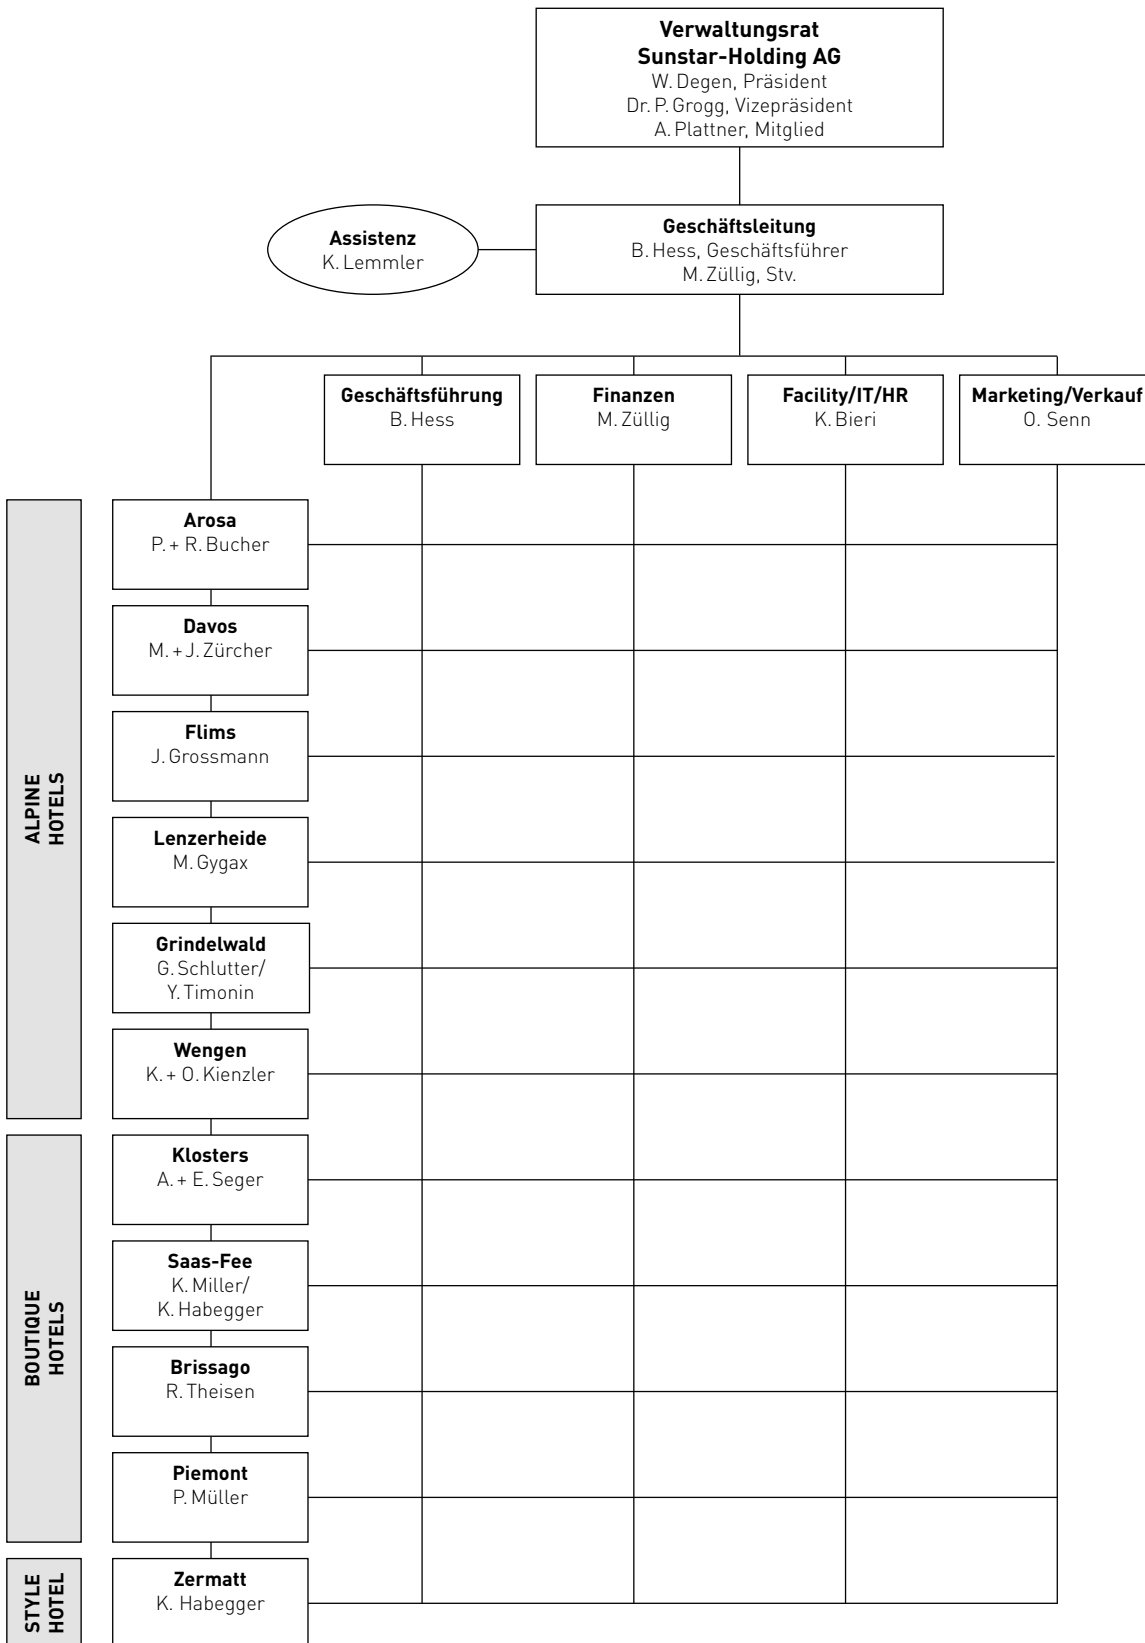 Verwaltungsrat
Sunstar-Holding AG
W. Degen, Präsident
Dr. P. Grogg, Vizepräsident
A. Plattner, Mitglied
Assistenz
K. Lemmler
Geschäftsleitung
B. Hess, Geschäftsführer
M. Züllig, Stv.
Geschäftsführung
B. Hess
Finanzen
M. Züllig
Facility/IT/HR
K. Bieri
Marketing/Verkauf
O. Senn
ALPINE
HOTELS
Arosa
P. + R. Bucher
Davos
M. + J. Zürcher
Flims
J. Grossmann
Lenzerheide
M. Gygax
Grindelwald
G. Schlutter/
Y. Timonin
Wengen
K. + O. Kienzler
BOUTIQUE
HOTELS
Klosters
A. + E. Seger
Saas-Fee
K. Miller/
K. Habegger
Brissago
R. Theisen
Piemont
P. Müller
STYLE
HOTEL
Zermatt
K. Habegger